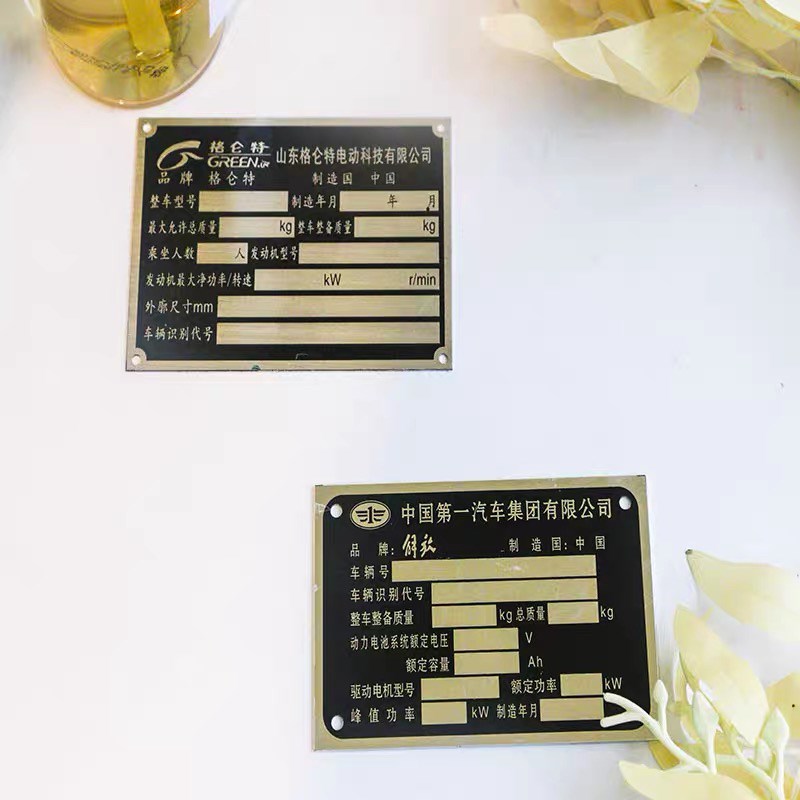 格仑特
GREEN 山东格仑特电动科技有限公司
品牌 格仑特 制造国 中国
整车型号 制造年月 年 月
最大允许总质量 kg 整车整备质量 kg
乘坐人数 人 发动机型号
发动机最大净功率/转速 kW r/min
外廓尺寸mm
车辆识别代号
中国第一汽车集团有限公司
品 牌: 解放 制造国: 中国
车辆号
车辆识别代号
整车整备质量 kg 总质量 kg
动力电池系统额定电压 V
额定容量 Ah
驱动电机型号 额定功率 kW
峰值功率 kW 制造年月